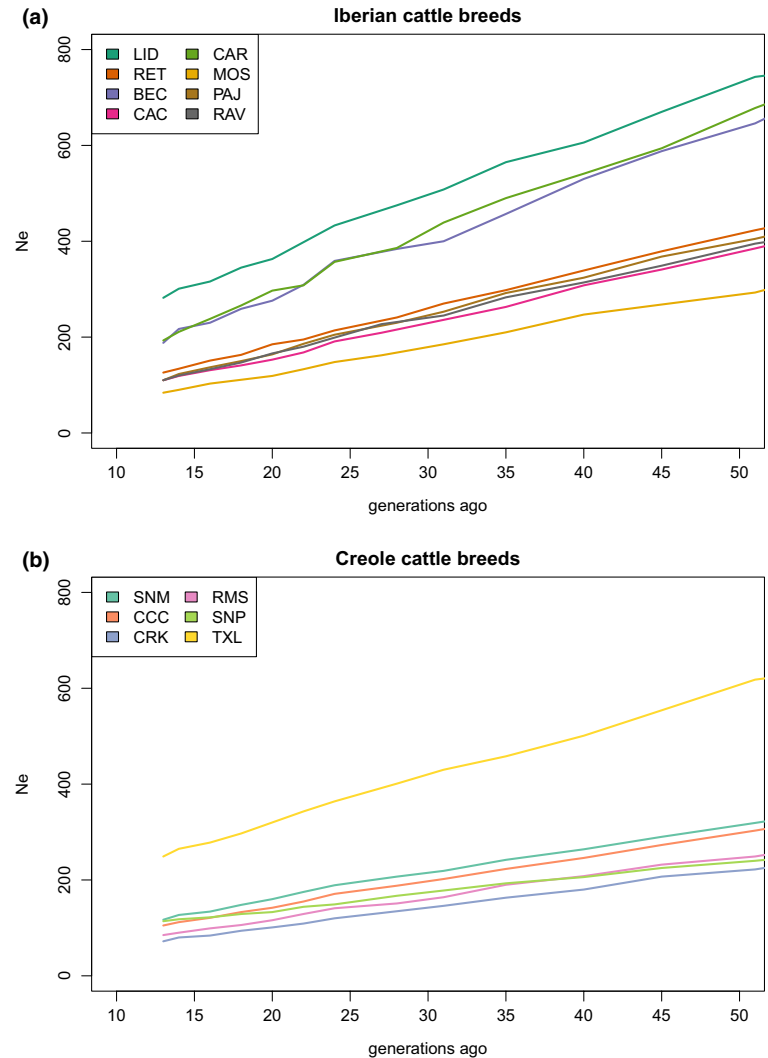 (a)
Iberian cattle breeds
LID CAR
RET MOS
BEC PAJ
CAC RAV
800
600
400
200
0
Ne
10 15 20 25 30 35 40 45 50
generations ago
(b)
Creole cattle breeds
SNM RMS
CCC SNP
CRK TXL
800
600
400
200
0
Ne
10 15 20 25 30 35 40 45 50
generations ago